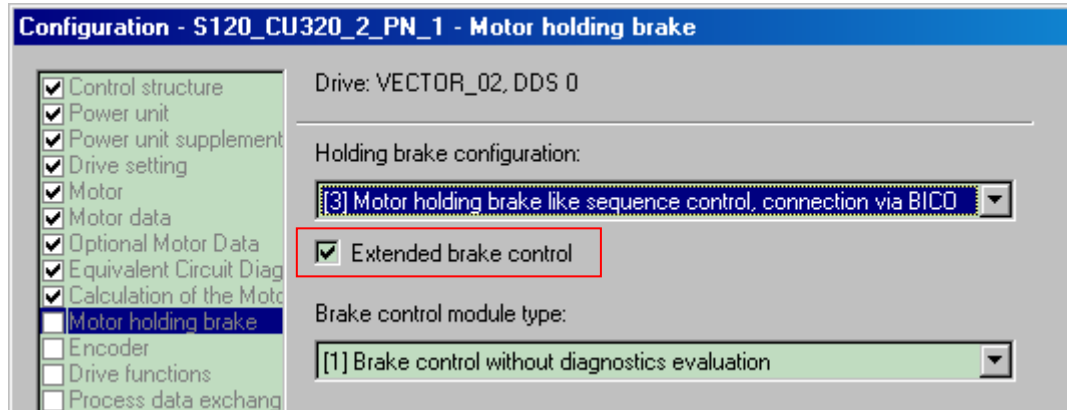 Configuration - S120_CU320_2_PN_1 - Motor holding brake
Control structure
Power unit
Power unit supplement
Drive setting
Motor
Motor data
Optional Motor Data
Equivalent Circuit Diag
Calculation of the Moto
Motor holding brake
Encoder
Drive functions
Process data exchang
Drive: VECTOR_02, DDS 0
Holding brake configuration:
[3] Motor holding brake like sequence control, connection via BICO
Extended brake control
Brake control module type:
[1] Brake control without diagnostics evaluation